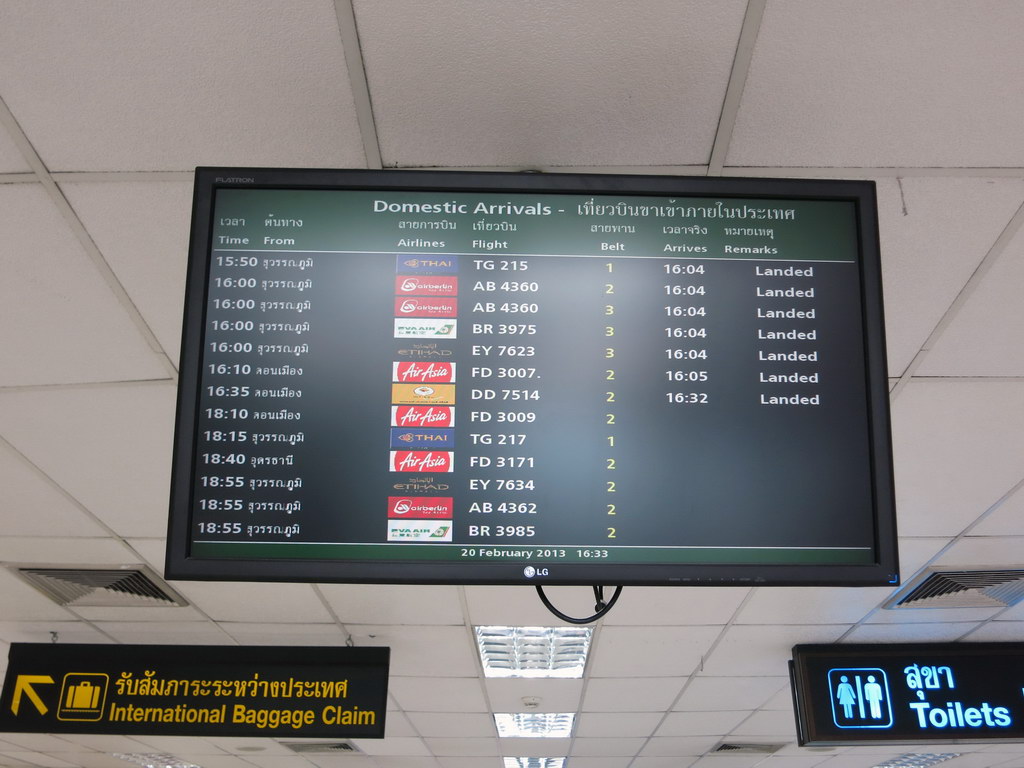 FLATRON
Domestic Arrivals - เที่ยวบินขาเข้าภายในประเทศ
เวลา ต้นทาง สายการบิน เที่ยวบิน สายพาน เวลาจริง หมายเหตุ
Time From Airlines Flight Belt Arrives Remarks
15:50 สุวรรณภูมิ THAI TG 215 1 16:04 Landed
16:00 สุวรรณภูมิ airberlin AB 4360 2 16:04 Landed
16:00 สุวรรณภูมิ airberlin AB 4360 3 16:04 Landed
16:00 สุวรรณภูมิ EVA AIR BR 3975 3 16:04 Landed
16:00 สุวรรณภูมิ ETIHAD EY 7623 3 16:04 Landed
16:10 ดอนเมือง AirAsia FD 3007. 2 16:05 Landed
16:35 ดอนเมือง DD 7514 2 16:32 Landed
18:10 ดอนเมือง AirAsia FD 3009 2
18:15 สุวรรณภูมิ THAI TG 217 1
18:40 อุดรธานี AirAsia FD 3171 2
18:55 สุวรรณภูมิ ETIHAD EY 7634 2
18:55 สุวรรณภูมิ airberlin AB 4362 2
18:55 สุวรรณภูมิ EVA AIR BR 3985 2
20 February 2013 16:33
LG
รับสัมภาระระหว่างประเทศ
International Baggage Claim
สุขา
Toilets